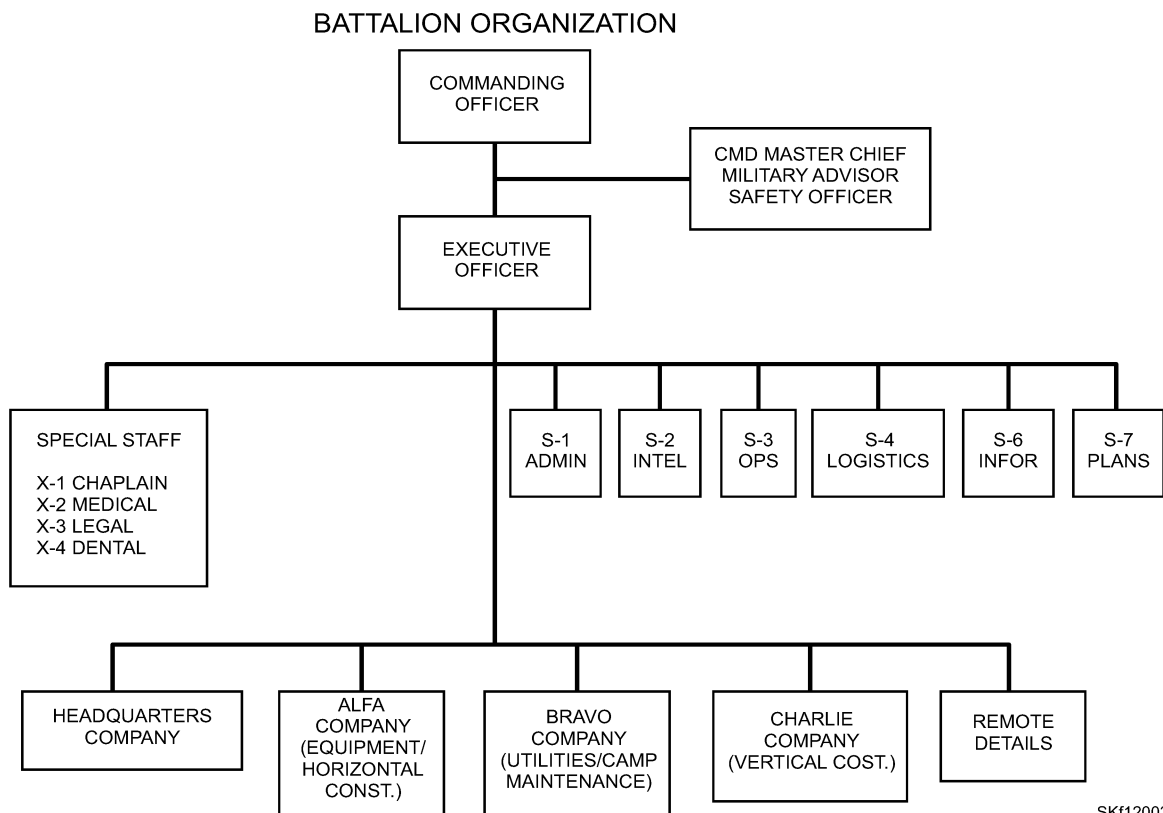 BATTALION ORGANIZATION
COMMANDING
OFFICER
CMD MASTER CHIEF
MILITARY ADVISOR
SAFETY OFFICER
EXECUTIVE
OFFICER
SPECIAL STAFF
X-1 CHAPLAIN
X-2 MEDICAL
X-3 LEGAL
X-4 DENTAL
S-1
ADMIN
S-2
INTEL
S-3
OPS
S-4
LOGISTICS
S-6
INFOR
S-7
PLANS
HEADQUARTERS
COMPANY
ALFA
COMPANY
(EQUIPMENT/
HORIZONTAL
CONST.)
BRAVO
COMPANY
(UTILITIES/CAMP
MAINTENANCE)
CHARLIE
COMPANY
(VERTICAL COST.)
REMOTE
DETAILS